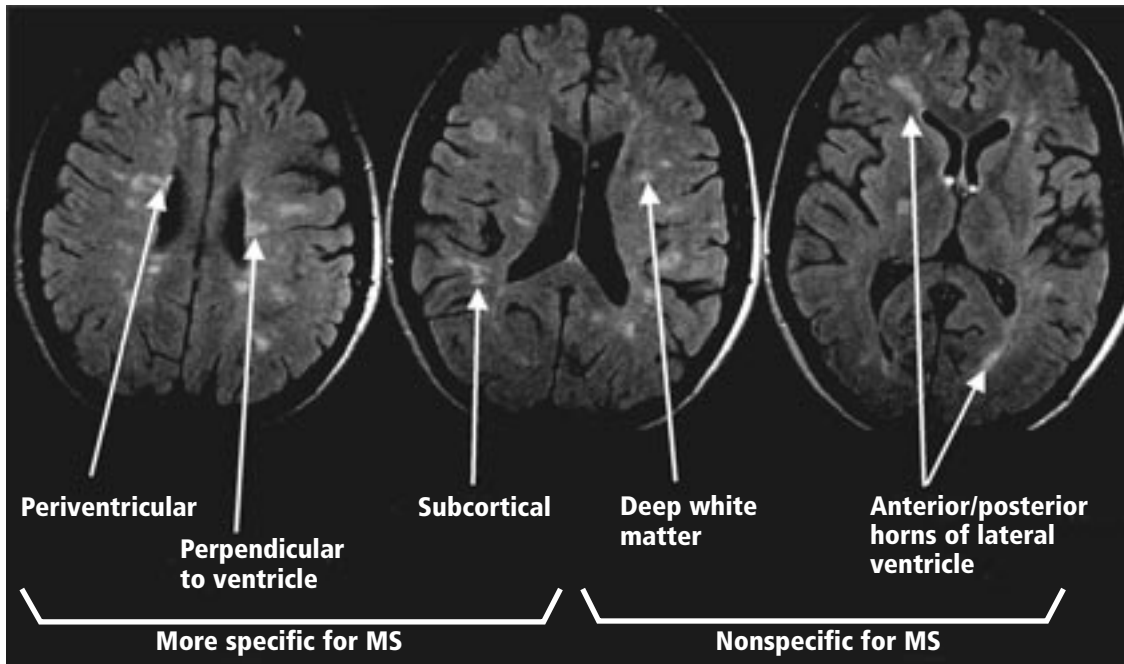 Periventricular
Perpendicular
to ventricle
Subcortical
Deep white
matter
Anterior/posterior
horns of lateral
ventricle
More specific for MS
Nonspecific for MS